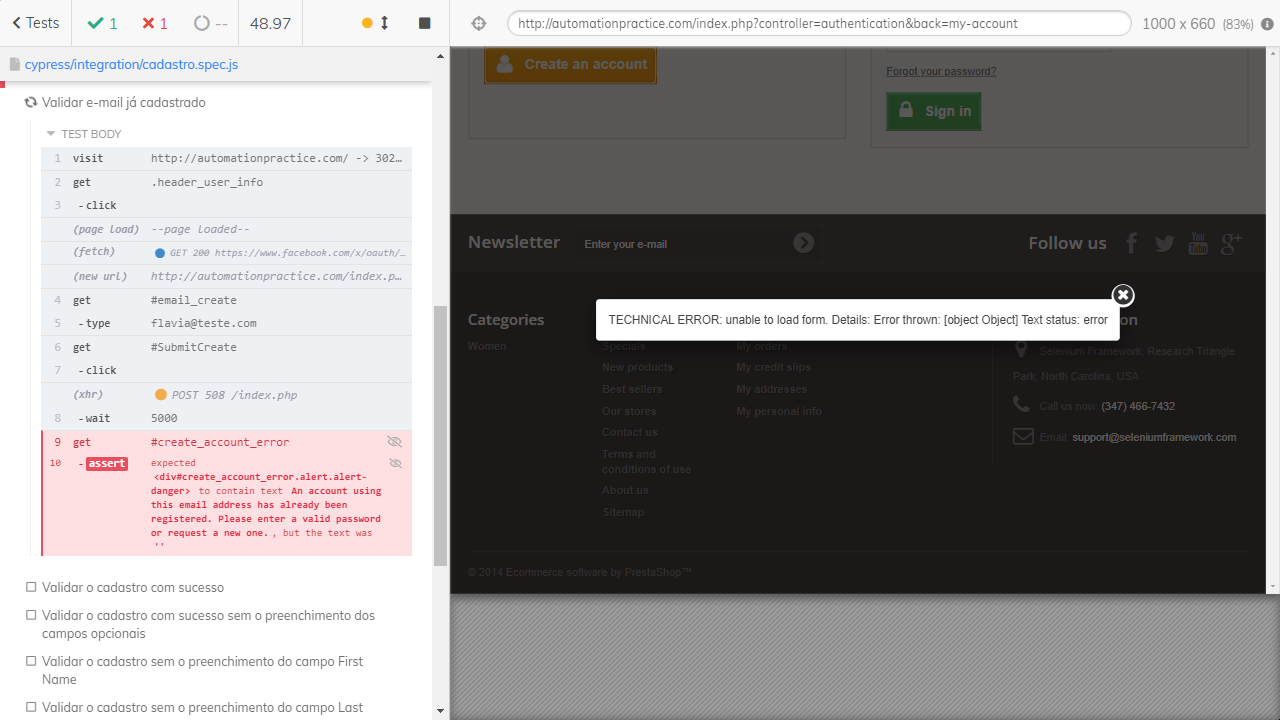 Tests
1
1
--
48.97
http://automationpractice.com/index.php?controller=authentication&back=my-account
1000 x 660 (83%)
cypress/integration/cadastro.spec.js
Validar e-mail já cadastrado
TEST BODY
1 visit http://automationpractice.com/ -> 302…
2 get .header_user_info
3 - click
(page load) --page loaded--
(fetch) GET 200 https://www.facebook.com/x/oauth/…
(new url) http://automationpractice.com/index.p…
4 get #email_create
5 - type flavia@teste.com
6 get #SubmitCreate
7 - click
(xhr) POST 508 /index.php
8 - wait 5000
9 get #create_account_error
10 - assert expected
<div#create_account_error.alert.alert-
danger> to contain text An account using
this email address has already been
registered. Please enter a valid password
or request a new one. , but the text was
''
Validar o cadastro com sucesso
Validar o cadastro com sucesso sem o preenchimento dos
campos opcionais
Validar o cadastro sem o preenchimento do campo First
Name
Validar o cadastro sem o preenchimento do campo Last
Create an account
Forgot your password?
Sign in
Newsletter
Enter your e-mail
Follow us
You
Tube
TECHNICAL ERROR: unable to load form. Details: Error thrown: [object Object] Text status: error
Categories
Women
Specials
New products
Best sellers
Our stores
Contact us
Terms and
conditions of use
About us
Sitemap
My orders
My credit slips
My addresses
My personal info
on
Selenium Framework, Research Triangle
Park, North Carolina, USA
Call us now: (347) 466-7432
Email: support@seleniumframework.com
© 2014 Ecommerce software by PrestaShop™